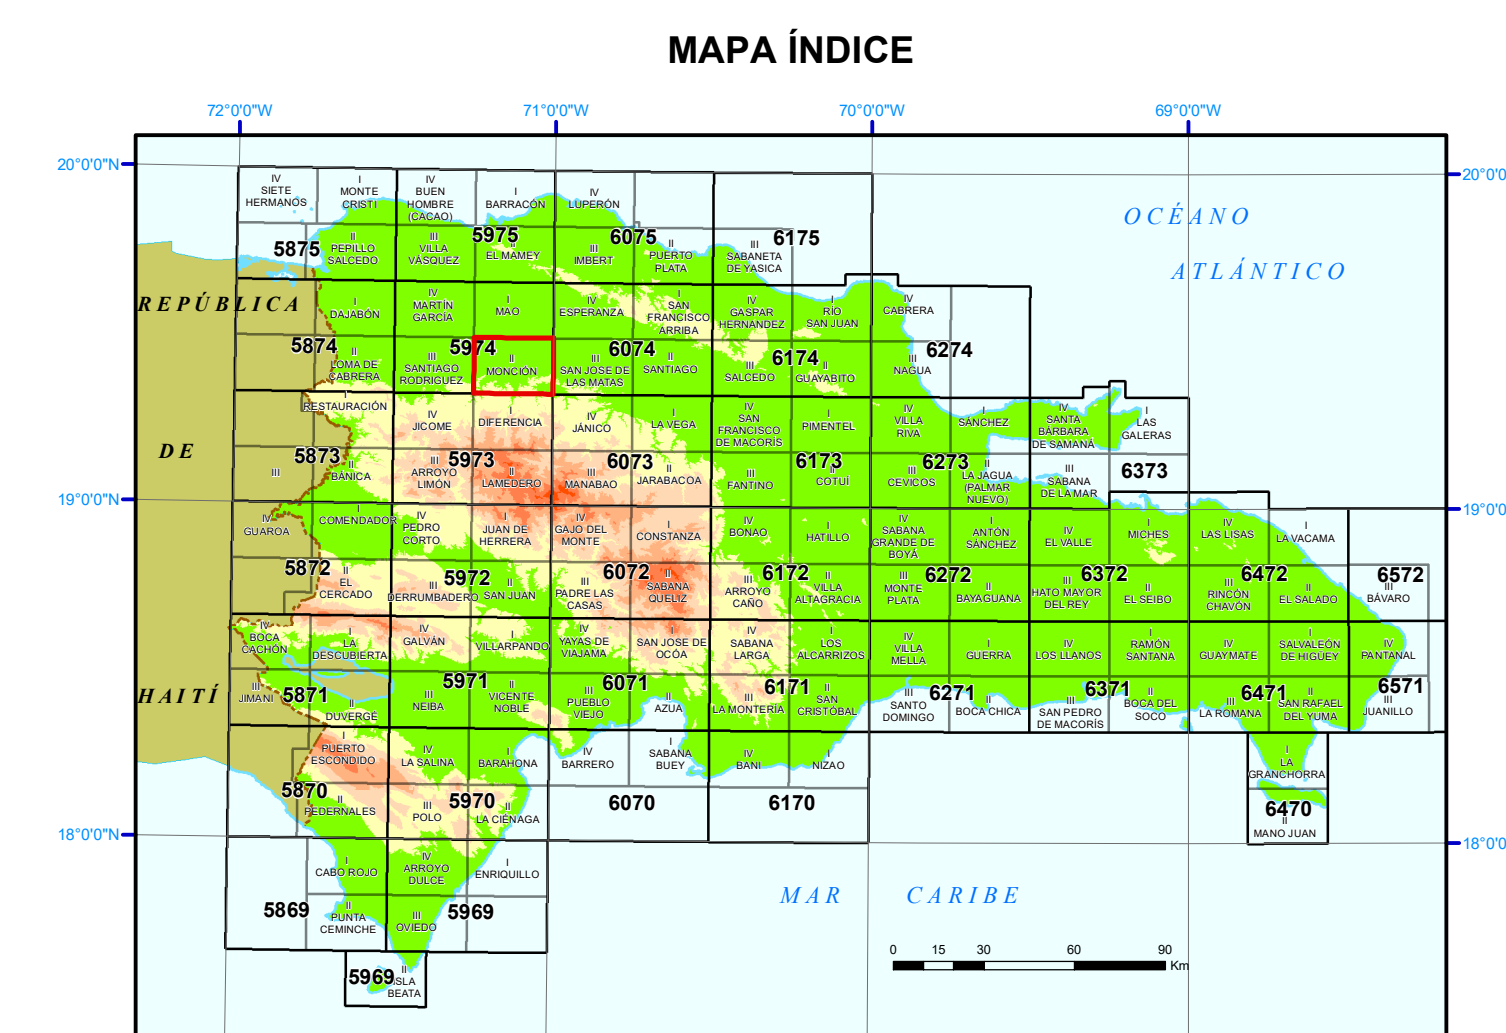 MAPA ÍNDICE
72°0'0"W
71°0'0"W
70°0'0"W
69°0'0"W
20°0'0"N
20°0'0
IV
SIETE
HERMANOS
I
MONTE
CRISTI
IV
BUEN
HOMBRE
(CACAO)
I
BARRACÓN
IV
LUPERÓN
OCÉANO
ATLÁNTICO
5875
II
PEPILLO
SALCEDO
III
VILLA
VÁSQUEZ
5975
II
EL MAMEY
III
IMBERT
6075
II
PUERTO
PLATA
III
SABANETA
DE YASICA
6175
REPÚBLICA
I
DAJABÓN
IV
MARTÍN
GARCÍA
I
MAO
IV
ESPERANZA
I
SAN
FRANCISCO
ARRIBA
IV
GASPAR
HERNANDEZ
I
RÍO
SAN JUAN
IV
CABRERA
5874
II
LOMA DE
CABRERA
III
SANTIAGO
RODRIGUEZ
5974
II
MONCIÓN
III
SAN JOSE DE
LAS MATAS
6074
II
SANTIAGO
III
SALCEDO
6174
II
GUAYABITO
III
NAGUA
6274
I
RESTAURACIÓN
IV
JICOME
I
DIFERENCIA
IV
JÁNICO
I
LA VEGA
IV
SAN
FRANCISCO
DE MACORÍS
I
PIMENTEL
IV
VILLA
RIVA
I
SÁNCHEZ
IV
SANTA
BÁRBARA
DE SAMANÁ
I
LAS
GALERAS
DE
III
5873
II
BÁNICA
III
ARROYO
LIMÓN
5973
II
LAMEDERO
III
MANABAO
6073
II
JARABACOA
III
FANTINO
6173
II
COTUÍ
III
CEVICOS
6273
II
LA JAGUA
(PALMAR
NUEVO)
III
SABANA
DE LA MAR
6373
19°0'0"N
19°0'0
IV
GUAROA
I
COMENDADOR
IV
PEDRO
CORTO
I
JUAN DE
HERRERA
IV
GAJO DEL
MONTE
I
CONSTANZA
IV
BONAO
I
HATILLO
IV
SABANA
GRANDE DE
BOYÁ
I
ANTÓN
SÁNCHEZ
IV
EL VALLE
I
MICHES
IV
LAS LISAS
I
LA VACAMA
5872
II
EL
CERCADO
III
DERRUMBADERO
5972
II
SAN JUAN
III
PADRE LAS
CASAS
6072
II
SABANA
QUELIZ
III
ARROYO
CAÑO
6172
II
VILLA
ALTAGRACIA
III
MONTE
PLATA
6272
II
BAYAGUANA
III
HATO MAYOR
DEL REY
6372
II
EL SEIBO
III
RINCÓN
CHAVÓN
6472
II
EL SALADO
6572
III
BÁVARO
IV
BOCA
CACHÓN
I
LA
DESCUBIERTA
IV
GALVÁN
I
VILLARPANDO
IV
YAYAS DE
VIAJAMA
I
SAN JOSE DE
OCÓA
IV
SABANA
LARGA
I
LOS
ALCARRIZOS
IV
VILLA
MELLA
I
GUERRA
IV
LOS LLANOS
I
RAMÓN
SANTANA
IV
GUAYMATE
I
SALVALEÓN
DE HIGÜEY
IV
PANTANAL
HAITÍ
III
JIMANÍ
5871
II
DUVERGÉ
III
NEIBA
5971
II
VICENTE
NOBLE
III
PUEBLO
VIEJO
6071
II
AZUA
III
LA MONTERÍA
6171
II
SAN
CRISTÓBAL
III
SANTO
DOMINGO
6271
II
BOCA CHICA
III
SAN PEDRO
DE MACORÍS
6371
II
BOCA DEL
SOCO
III
LA ROMANA
6471
II
SAN RAFAEL
DEL YUMA
6571
III
JUANILLO
I
PUERTO
ESCONDIDO
IV
LA SALINA
I
BARAHONA
IV
BARRERO
I
SABANA
BUEY
IV
BANI
I
NIZAO
I
LA
GRANCHORRA
5870
II
PEDERNALES
III
POLO
5970
II
LA CIÉNAGA
6070
6170
6470
II
MANO JUAN
18°0'0"N
18°0'0
I
CABO ROJO
IV
ARROYO
DULCE
I
ENRIQUILLO
MAR CARIBE
5869
II
PUNTA
CEMINCHE
III
OVIEDO
5969
0 15 30 60 90
Km
5969
II
ISLA
BEATA